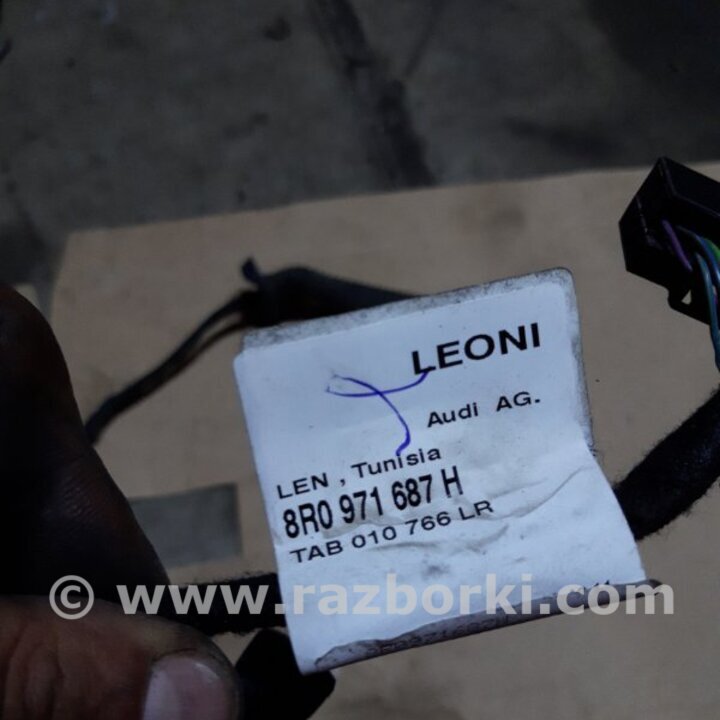 LEONI
Audi AG.
LEN , Tunisia
8R0 971 687 H
TAB 010 766 LR
© www.razborki.com